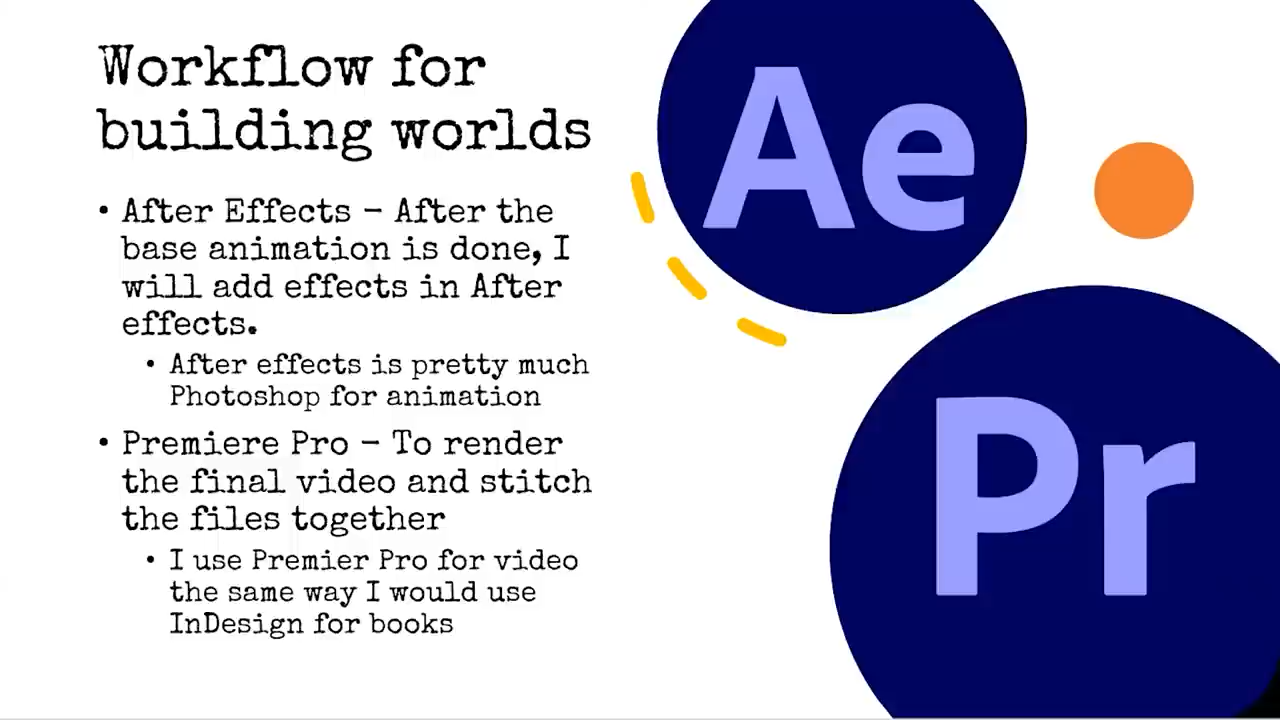 Workflow for
building worlds
• After Effects – After the
base animation is done, I
will add effects in After
effects.
• After effects is pretty much
Photoshop for animation
• Premiere Pro – To render
the final video and stitch
the files together
• I use Premier Pro for video
the same way I would use
InDesign for books
Ae
Pr